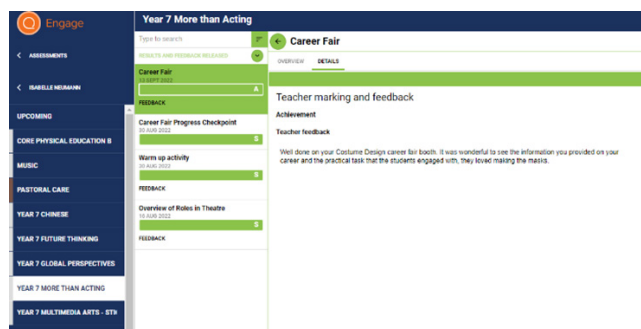 Engage
ASSESSMENTS
ISABELLE NEUMANN
UPCOMING
CORE PHYSICAL EDUCATION B
MUSIC
PASTORAL CARE
YEAR 7 CHINESE
YEAR 7 FUTURE THINKING
YEAR 7 GLOBAL PERSPECTIVES
YEAR 7 MORE THAN ACTING
YEAR 7 MULTIMEDIA ARTS - STI
Year 7 More than Acting
Type to search
RESULTS AND FEEDBACK RELEASED
Career Fair
13 SEPT 2022
A
FEEDBACK
Career Fair Progress Checkpoint
30 AUG 2022
S
Warm up activity
S
FEEDBACK
Overview of Roles in Theatre
16 AUG 2022
S
FEEDBACK
Career Fair
OVERVIEW DETAILS
Teacher marking and feedback
Achievement
Teacher feedback
Well done on your Costume Design career fair booth. It was wonderful to see the information you provided on your
career and the practical task that the students engaged with, they loved making the masks.